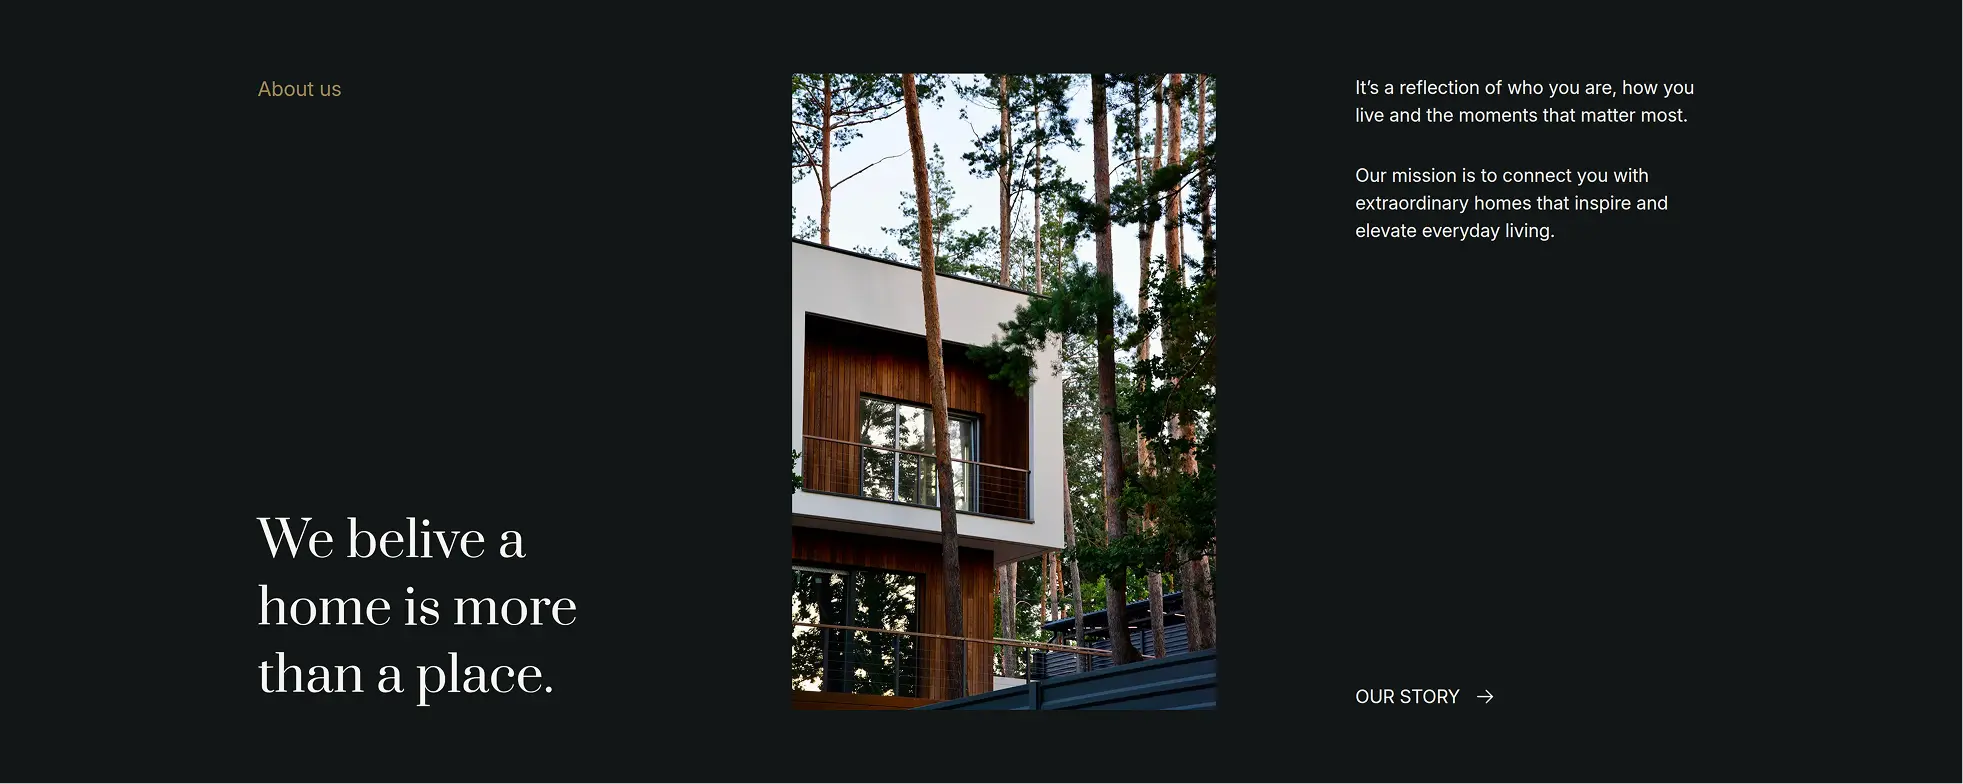 About us
We belive a
home is more
than a place.
It’s a reflection of who you are, how you
live and the moments that matter most.
Our mission is to connect you with
extraordinary homes that inspire and
elevate everyday living.
OUR STORY →